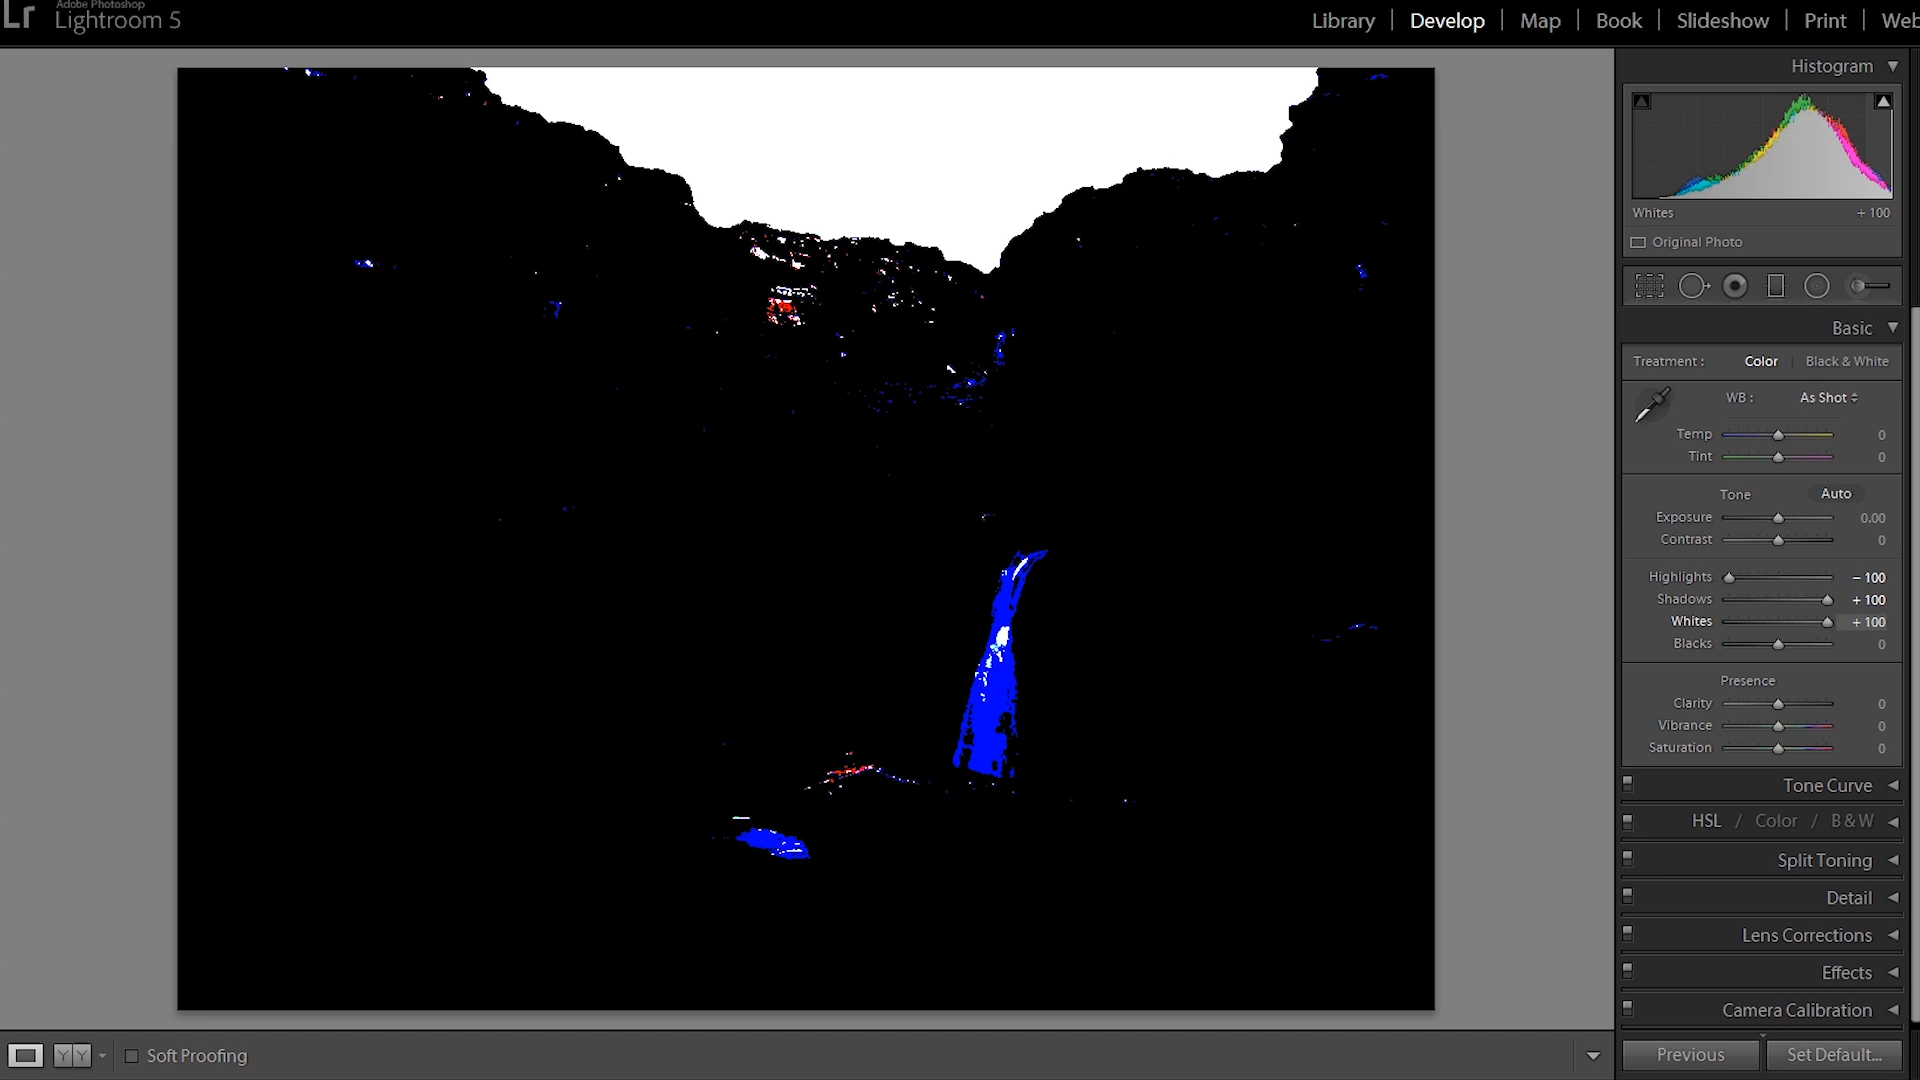 Lr Adobe Photoshop
Lightroom 5
Library | Develop | Map | Book | Slideshow | Print | Web
Histogram
Whites + 100
Original Photo
Basic
Treatment : Color | Black & White
WB : As Shot
Temp 0
Tint 0
Tone Auto
Exposure 0.00
Contrast 0
Highlights − 100
Shadows + 100
Whites + 100
Blacks 0
Presence
Clarity 0
Vibrance 0
Saturation 0
Tone Curve
HSL / Color / B & W
Split Toning
Detail
Lens Corrections
Effects
Camera Calibration
YY Soft Proofing
Previous Set Default...